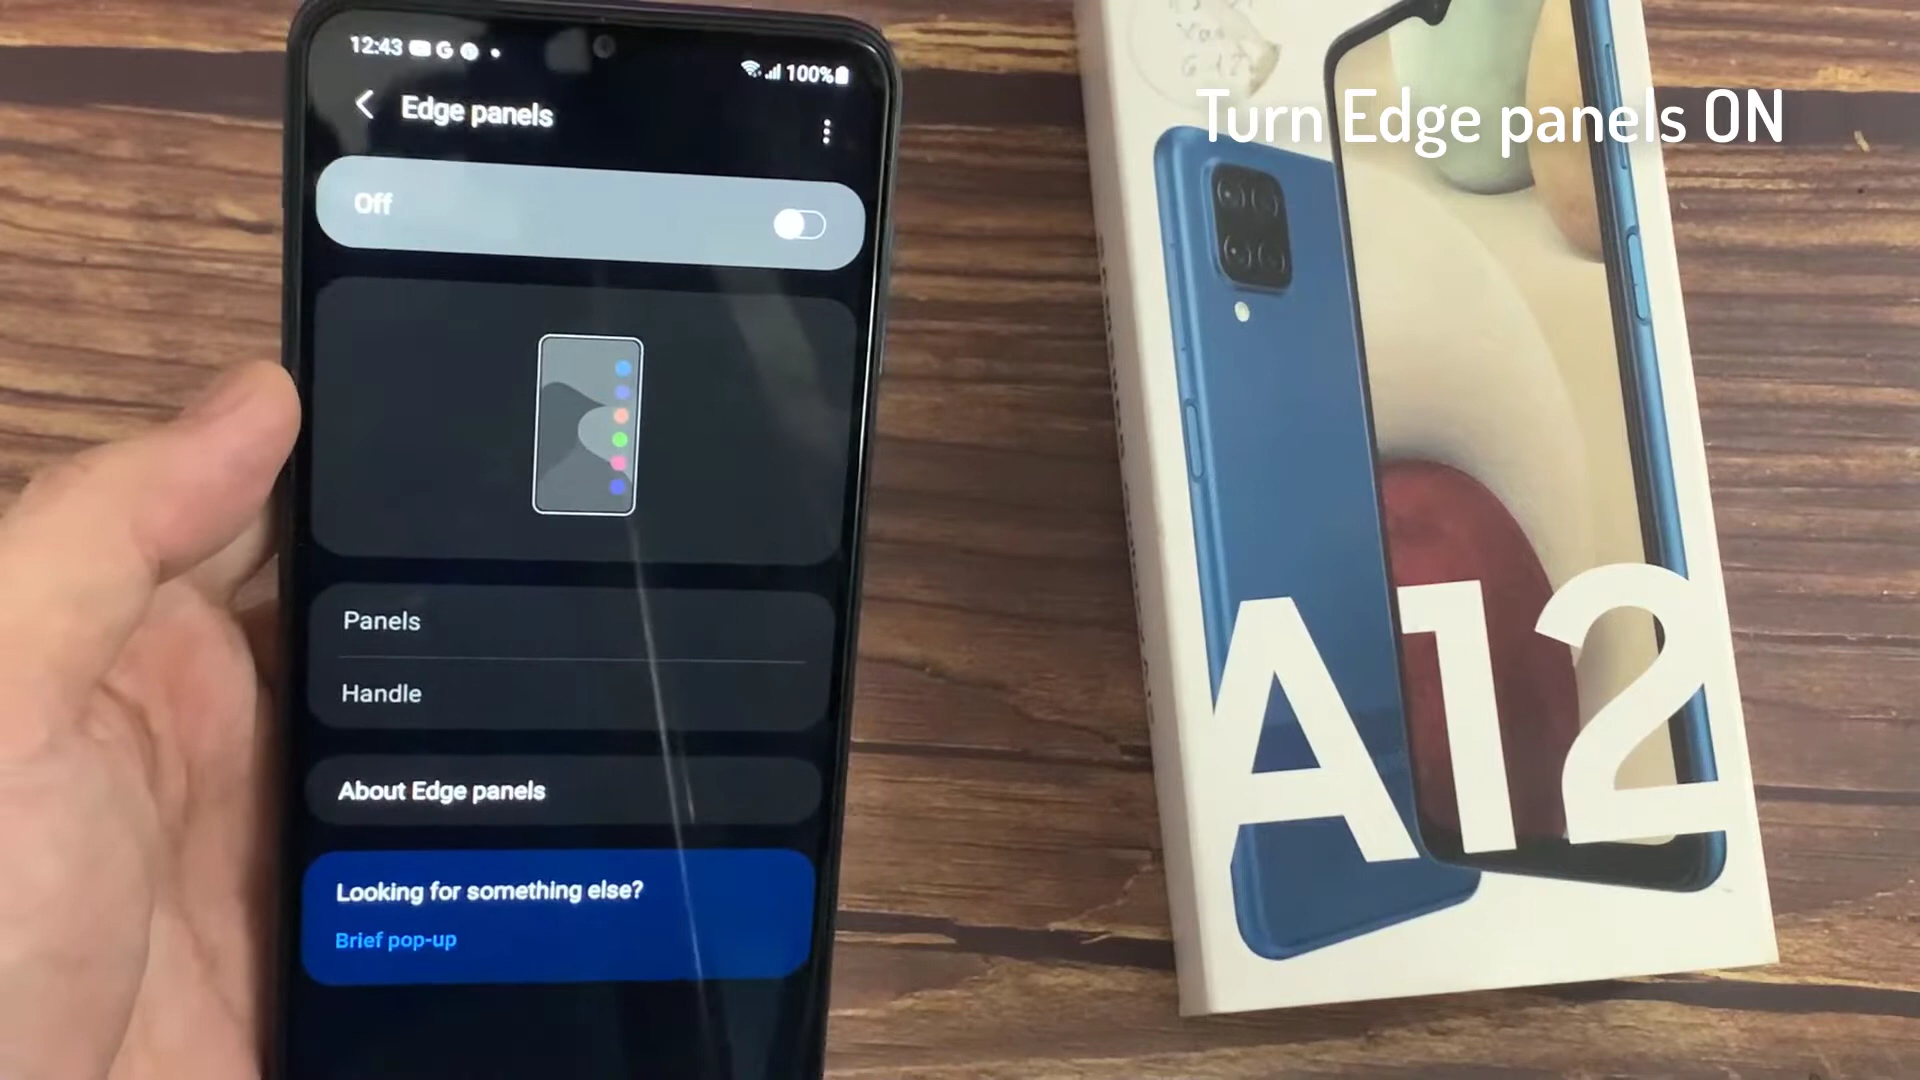 12:43
100%
Edge panels
Turn Edge panels ON
Off
Panels
Handle
About Edge panels
Looking for something else?
Brief pop-up
A12